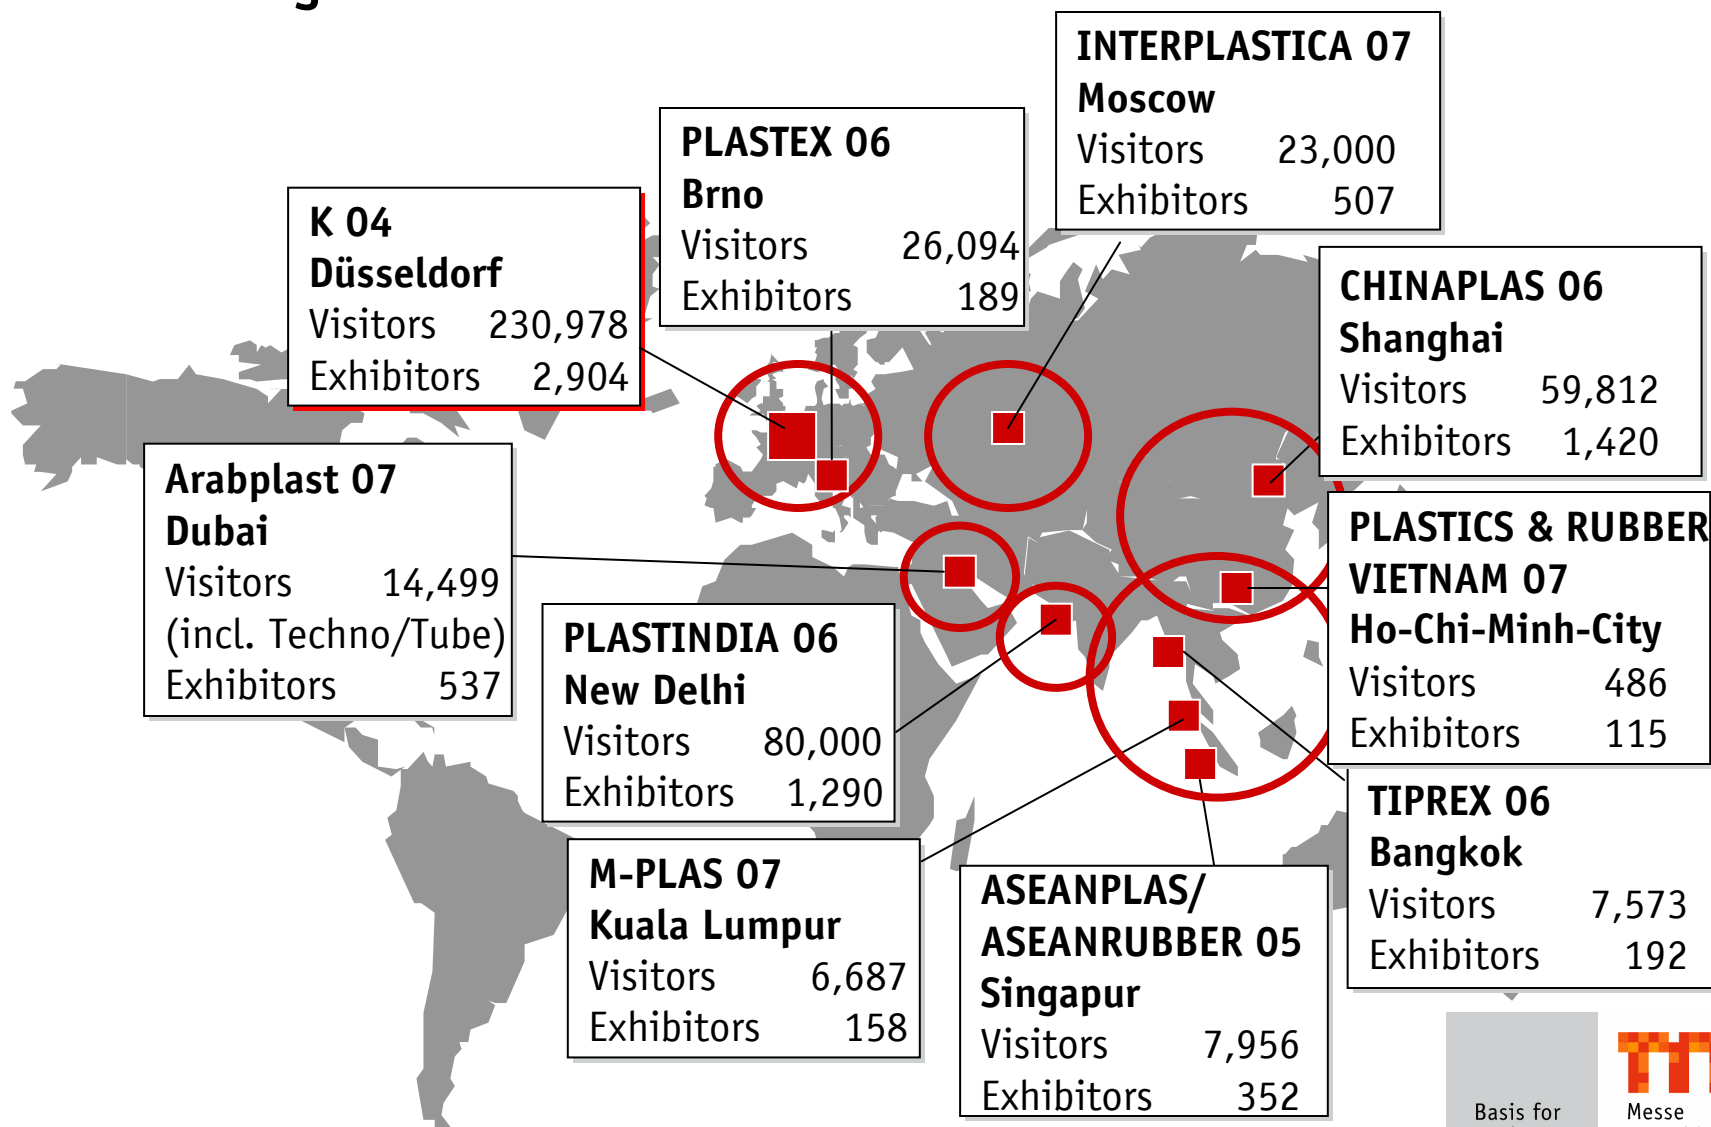 INTERPLASTICA 07
Moscow
Visitors 23,000
Exhibitors 507
PLASTEX 06
Brno
Visitors 26,094
Exhibitors 189
K 04
Düsseldorf
Visitors 230,978
Exhibitors 2,904
CHINAPLAS 06
Shanghai
Visitors 59,812
Exhibitors 1,420
Arabplast 07
Dubai
Visitors 14,499
(incl. Techno/Tube)
Exhibitors 537
PLASTICS & RUBBER
VIETNAM 07
Ho-Chi-Minh-City
Visitors 486
Exhibitors 115
PLASTINDIA 06
New Delhi
Visitors 80,000
Exhibitors 1,290
TIPREX 06
Bangkok
Visitors 7,573
Exhibitors 192
M-PLAS 07
Kuala Lumpur
Visitors 6,687
Exhibitors 158
ASEANPLAS/
ASEANRUBBER 05
Singapur
Visitors 7,956
Exhibitors 352
Basis for
Messe